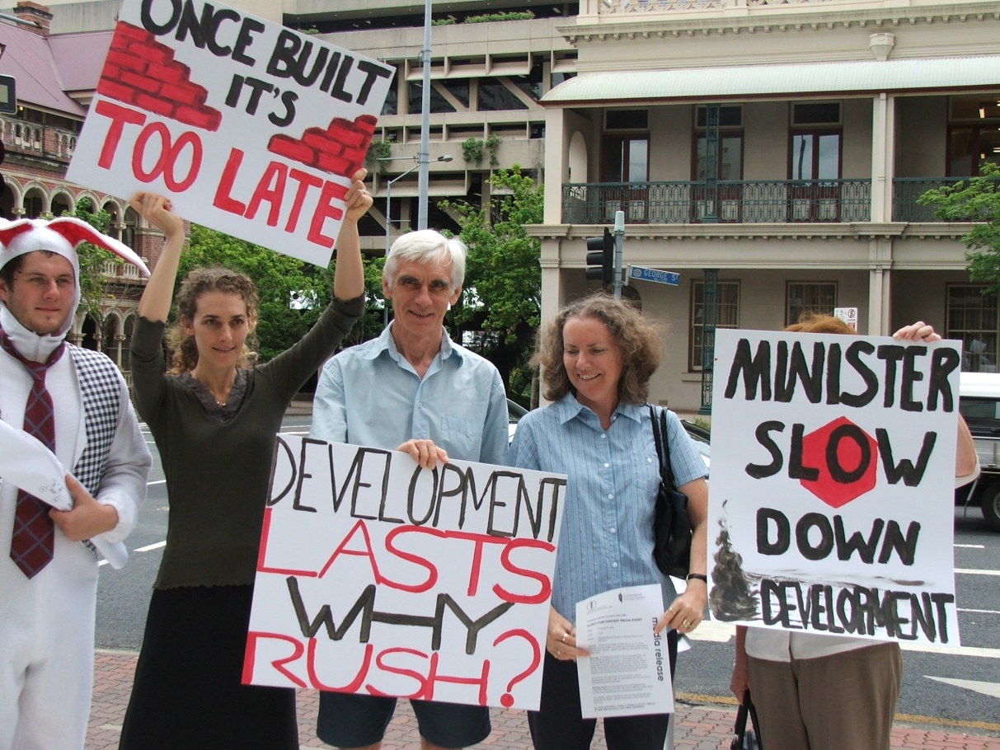 ONCE BUILT
IT'S
TOO LATE
GEORGE ST
DEVELOPMENT
LASTS
WHY
RUSH?
MINISTER
SLOW
DOWN
DEVELOPMENT
media release